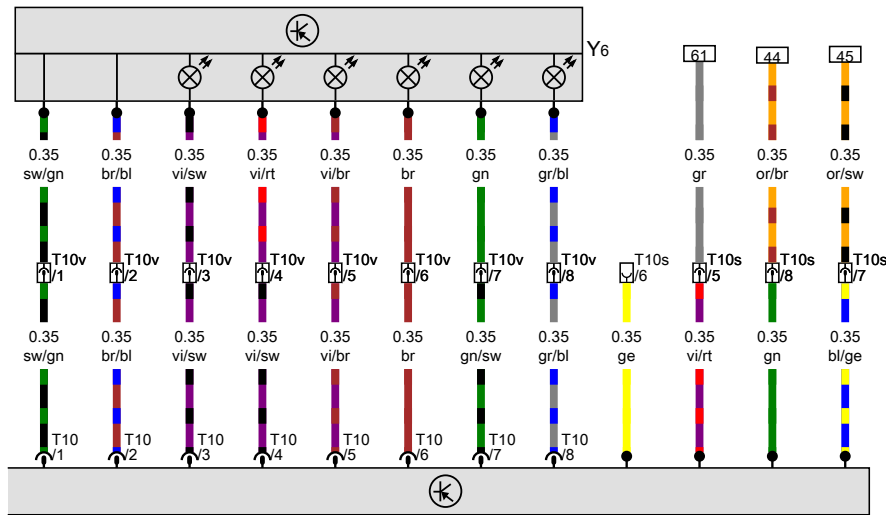 Y6
61 44 45
0.35 0.35 0.35 0.35 0.35 0.35 0.35 0.35 0.35 0.35 0.35
sw/gn br/bl vi/sw vi/rt vi/br br gn gr/bl gr or/br or/sw
T10v T10v T10v T10v T10v T10v T10v T10v T10s T10s T10s T10s
/1 /2 /3 /4 /5 /6 /7 /8 /6 /5 /8 /7
0.35 0.35 0.35 0.35 0.35 0.35 0.35 0.35 0.35 0.35 0.35 0.35
sw/gn br/bl vi/sw vi/sw vi/br br gn/sw gr/bl ge vi/rt gn bl/ge
T10 T10 T10 T10 T10 T10 T10 T10
/1 /2 /3 /4 /5 /6 /7 /8